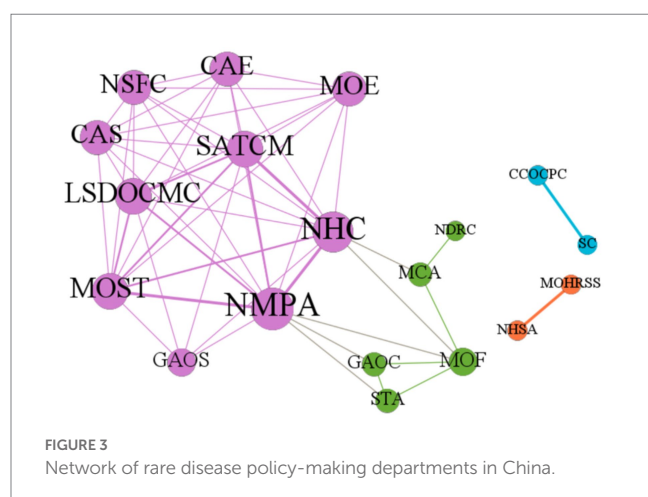 CAE
NSFC
MOE
CAS
SATCM
CCOCPC
LSDOCMC
NHC
NDRC
SC
MCA
MOHRSS
MOST
NMPA
NHSA
GAOS
GAOC
MOF
STA
FIGURE 3
Network of rare disease policy-making departments in China.